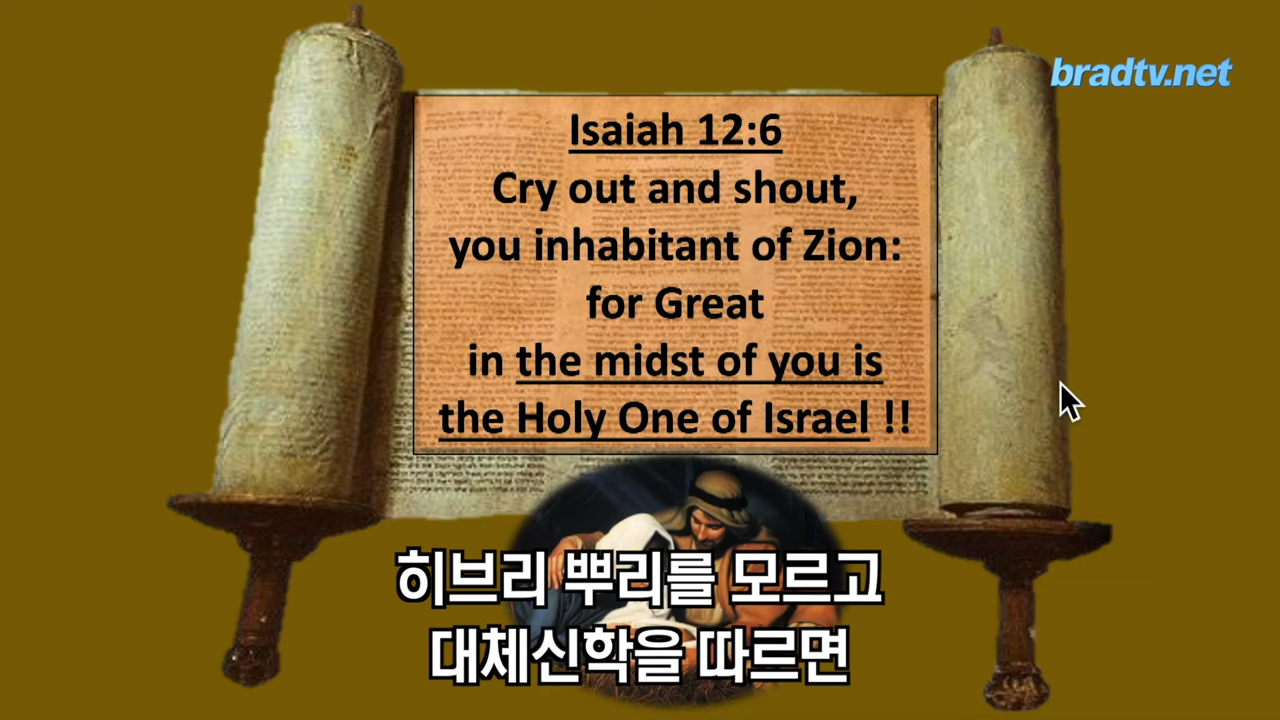 bradtv.net
Isaiah 12:6
Cry out and shout,
you inhabitant of Zion:
for Great
in the midst of you is
the Holy One of Israel !!
히브리 뿌리를 모르고
대체신학을 따르면